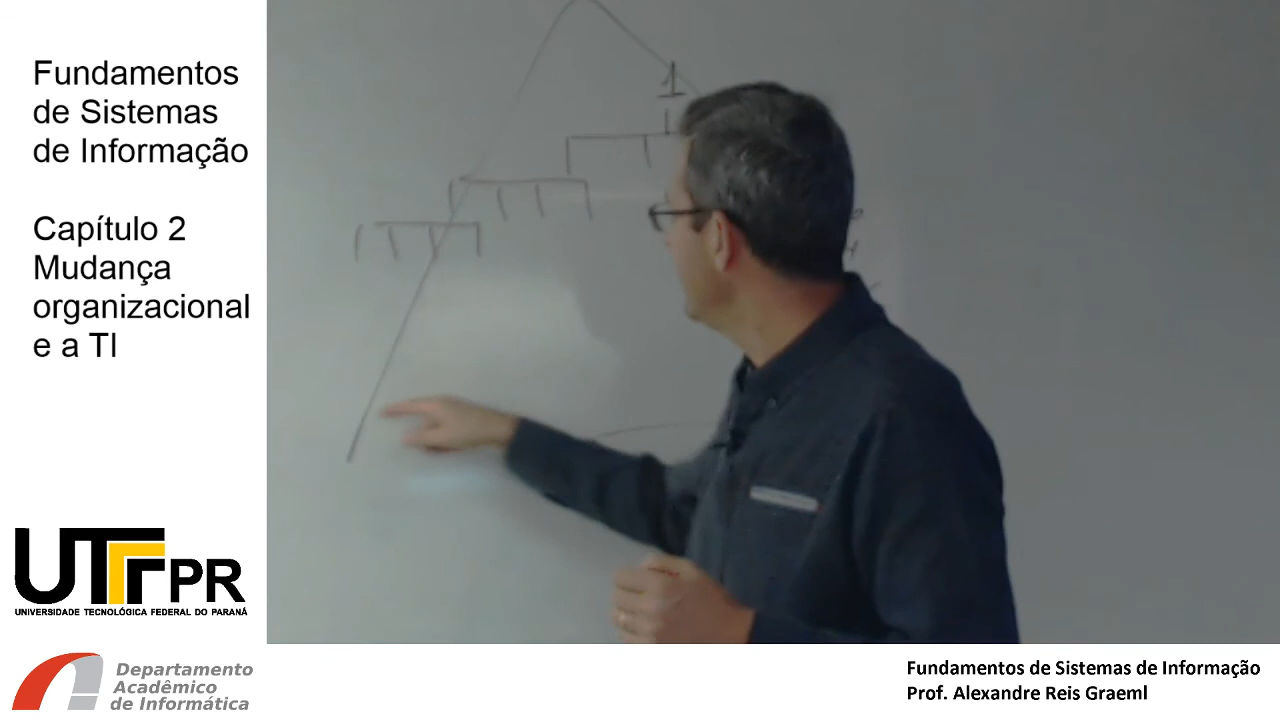 Fundamentos
de Sistemas
de Informação
Capítulo 2
Mudança
organizacional
e a TI
1
UTFPR
UNIVERSIDADE TECNOLÓGICA FEDERAL DO PARANÁ
Departamento
Acadêmico
de Informática
Fundamentos de Sistemas de Informação
Prof. Alexandre Reis Graeml